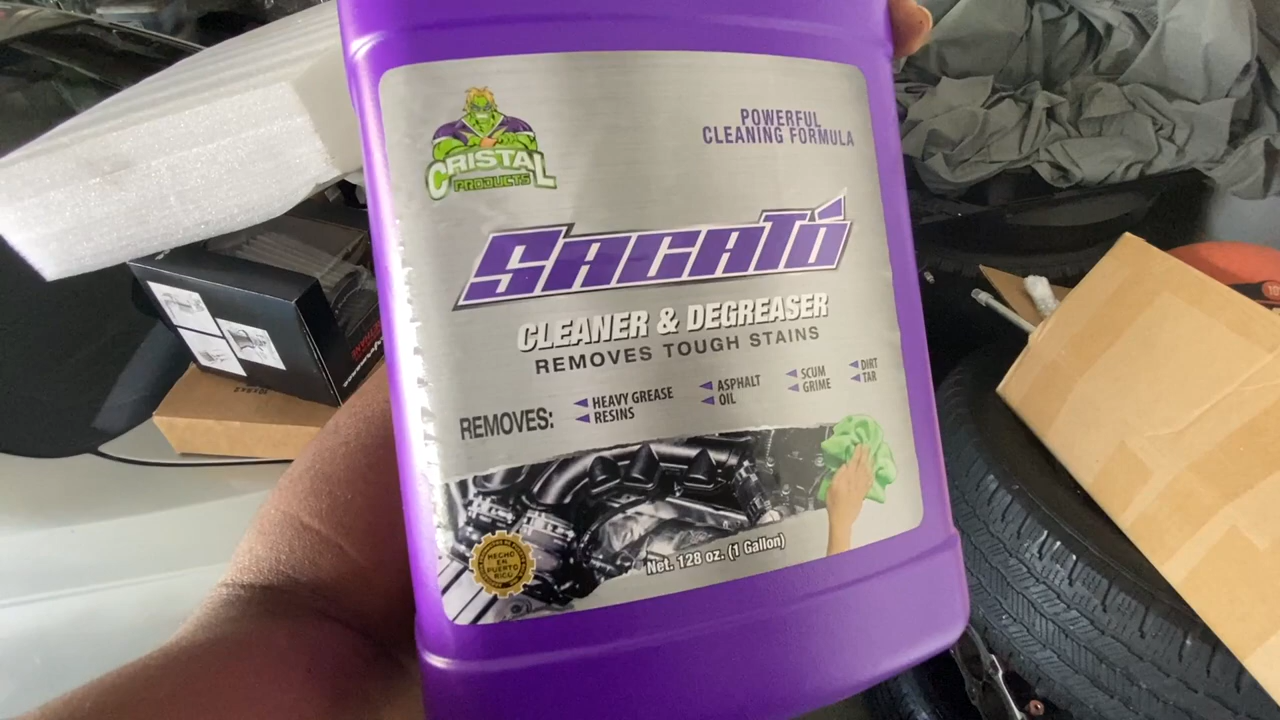 CRISTAL
PRODUCTS
POWERFUL
CLEANING FORMULA
SACATÓ
CLEANER & DEGREASER
REMOVES TOUGH STAINS
REMOVES:
HEAVY GREASE
RESINS
ASPHALT
OIL
SCUM
GRIME
DIRT
TAR
HECHO
EN
PUERTO
RICO
Net. 128 oz. (1 Gallon)